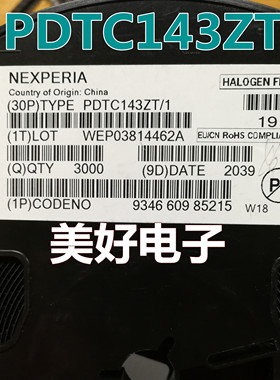 PDTC143ZT
NEXPERIA
HALOGEN
Country of Origin: China
(30P)TYPE PDTC143ZT/1
19
(1T)LOT WEP03814462A
EU/CN RoHS
(Q)QTY 3000 (9D)DATE 2039
P
(1P)CODENO 9346 609 85215
W18
美好电子